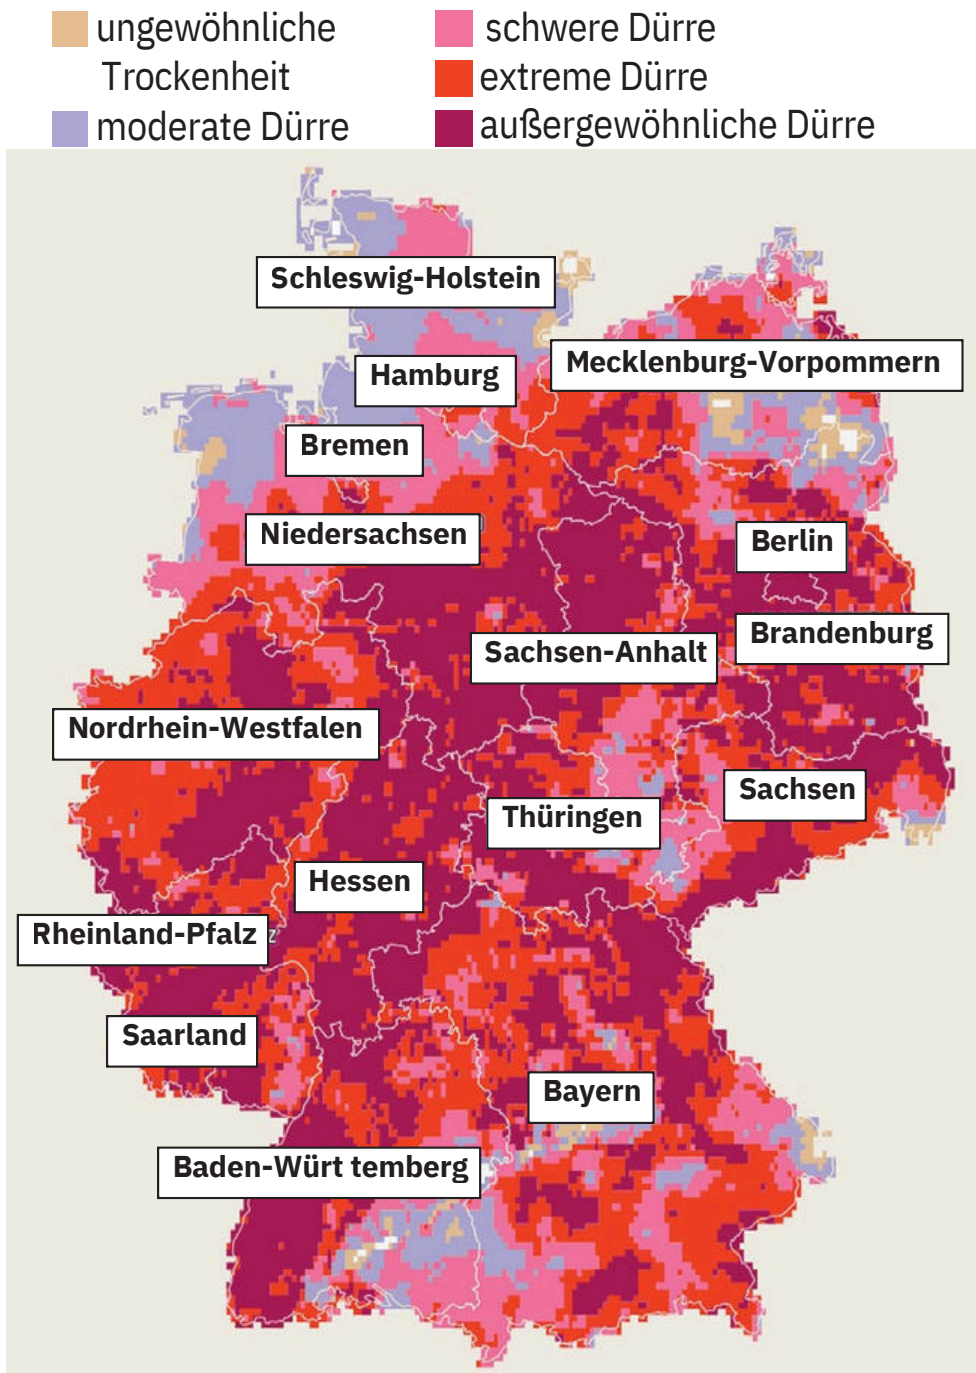 ungewöhnliche
Trockenheit
moderate Dürre
schwere Dürre
extreme Dürre
außergewöhnliche Dürre
Schleswig-Holstein
Mecklenburg-Vorpommern
Hamburg
Bremen
Niedersachsen
Berlin
Brandenburg
Sachsen-Anhalt
Nordrhein-Westfalen
Sachsen
Thüringen
Hessen
Rheinland-Pfalz
Saarland
Bayern
Baden-Würt temberg